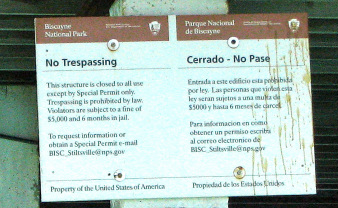 Biscayne
National Park
No Trespassing
This structure is closed to all use
except by Special Permit only.
Trespassing is prohibited by law.
Violators are subject to a fine of
$5,000 and 6 months in jail.
To request information or
obtain a Special Permit e-mail
BISC_Stiltsville@nps.gov
Property of the United States of America
Parque Nacional
de Biscayne
Cerrado - No Pase
Entrada a este edificio esta prohibida
por ley. Las personas que violen esta
ley seran sujetos a una multa de
$5000 y hasta 6 meses de carcel.
Para informacion en como
obtener un permiso escriba
al correo electronico de
BISC_Stiltsville@nps.gov
Propiedad de los Estados Unidos